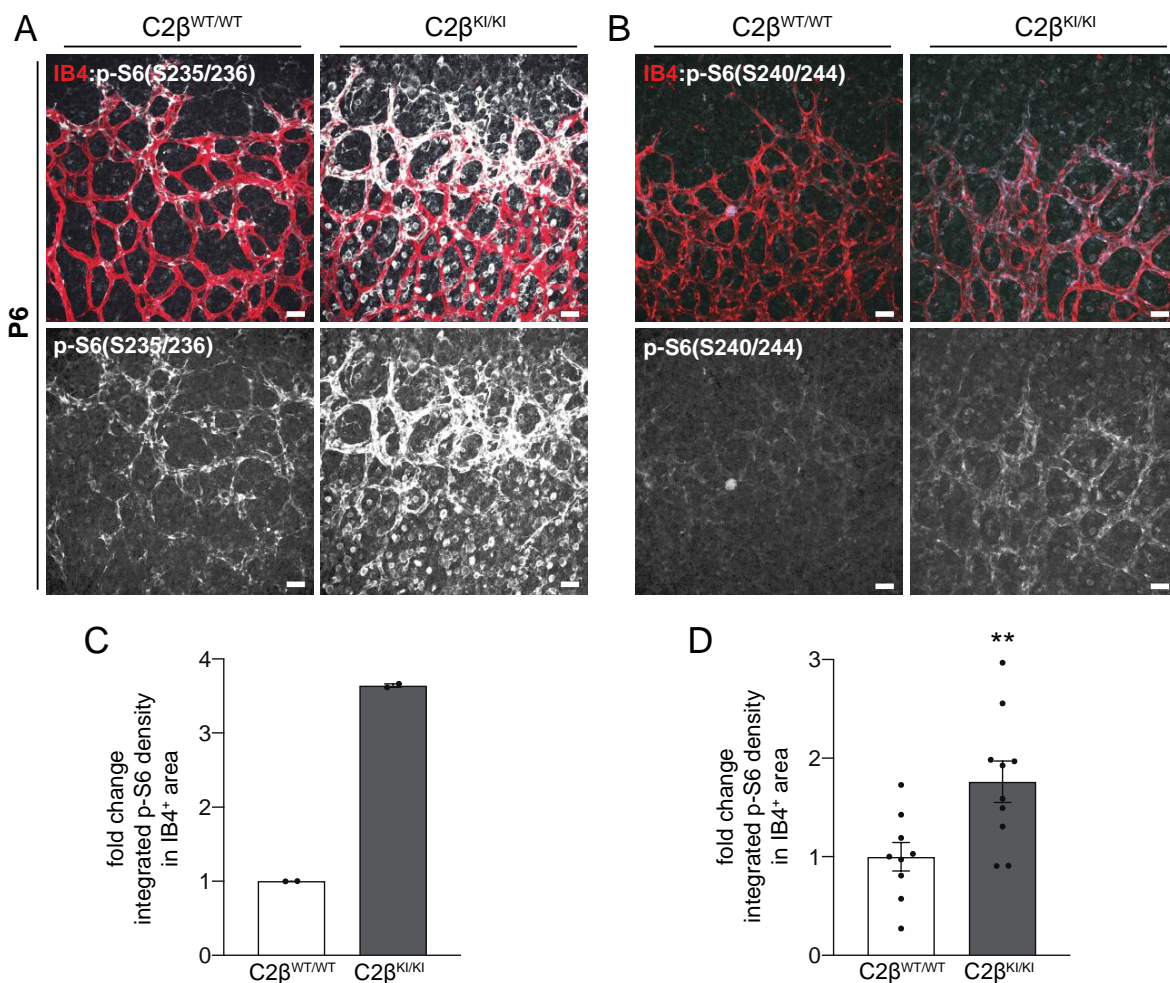 A
C2β^WT/WT
C2β^KI/KI
B
C2β^WT/WT
C2β^KI/KI
P6
IB4:p-S6(S235/236)
IB4:p-S6(S240/244)
p-S6(S235/236)
p-S6(S240/244)
C
fold change
integrated p-S6 density
in IB4⁺ area
4
3
2
1
0
C2β^WT/WT
C2β^KI/KI
D
fold change
integrated p-S6 density
in IB4⁺ area
3
2
1
0
**
C2β^WT/WT
C2β^KI/KI